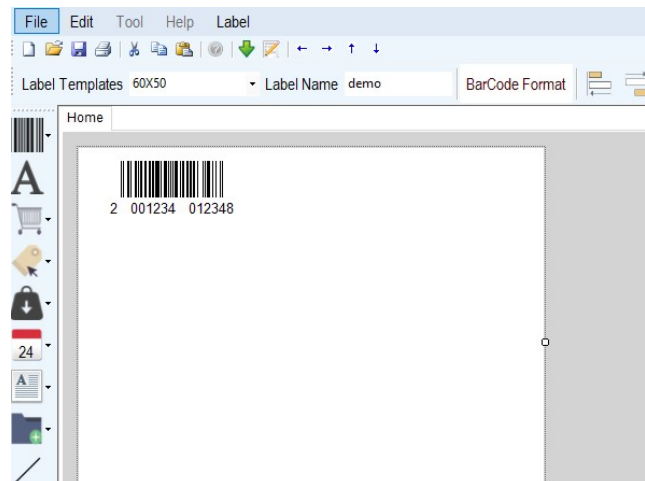 File Edit Tool Help Label
Label Templates 60X50 Label Name demo BarCode Format
Home
2 001234 012348
A
24
A